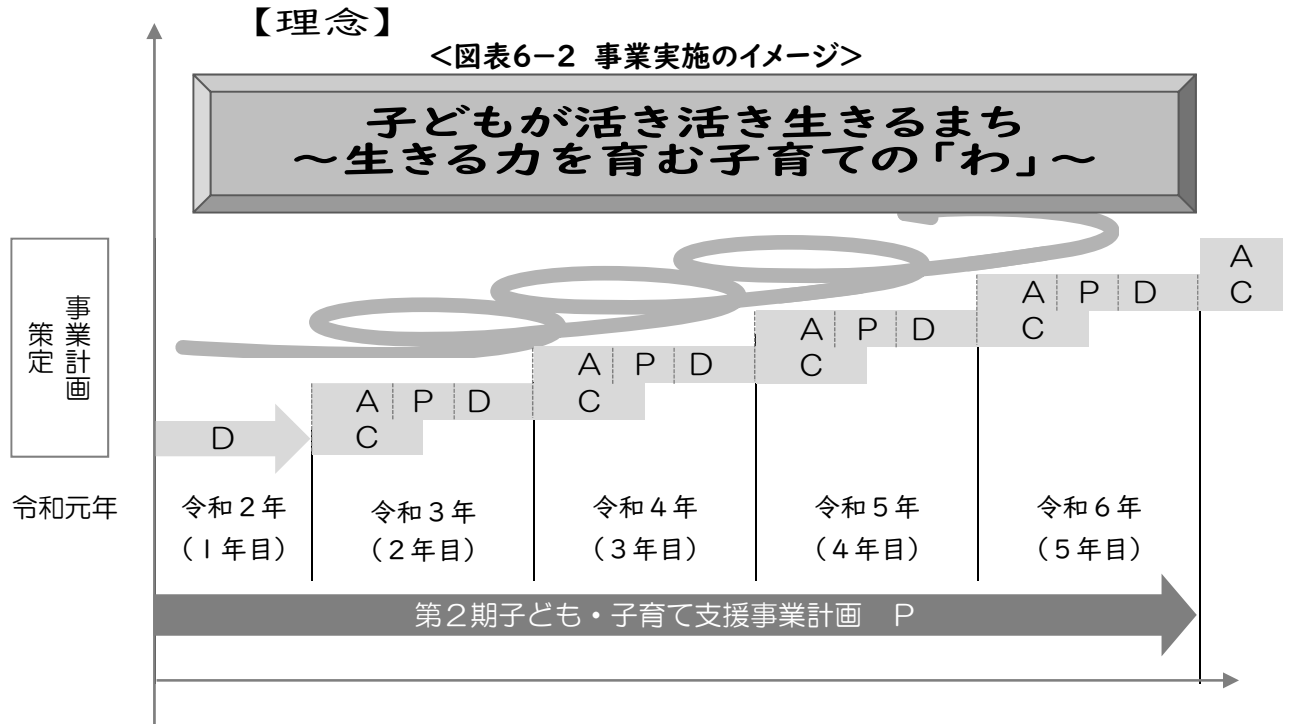 【理念】
<図表6-2 事業実施のイメージ>
子どもが活き活き生きるまち
～生きる力を育む子育ての「わ」～
事業計画
策定
A
C
A P D
C
A P D
C
A P D
C
A P D
C
D
令和元年
令和2年
(1年目)
令和3年
(2年目)
令和4年
(3年目)
令和5年
(4年目)
令和6年
(5年目)
第2期子ども・子育て支援事業計画 P